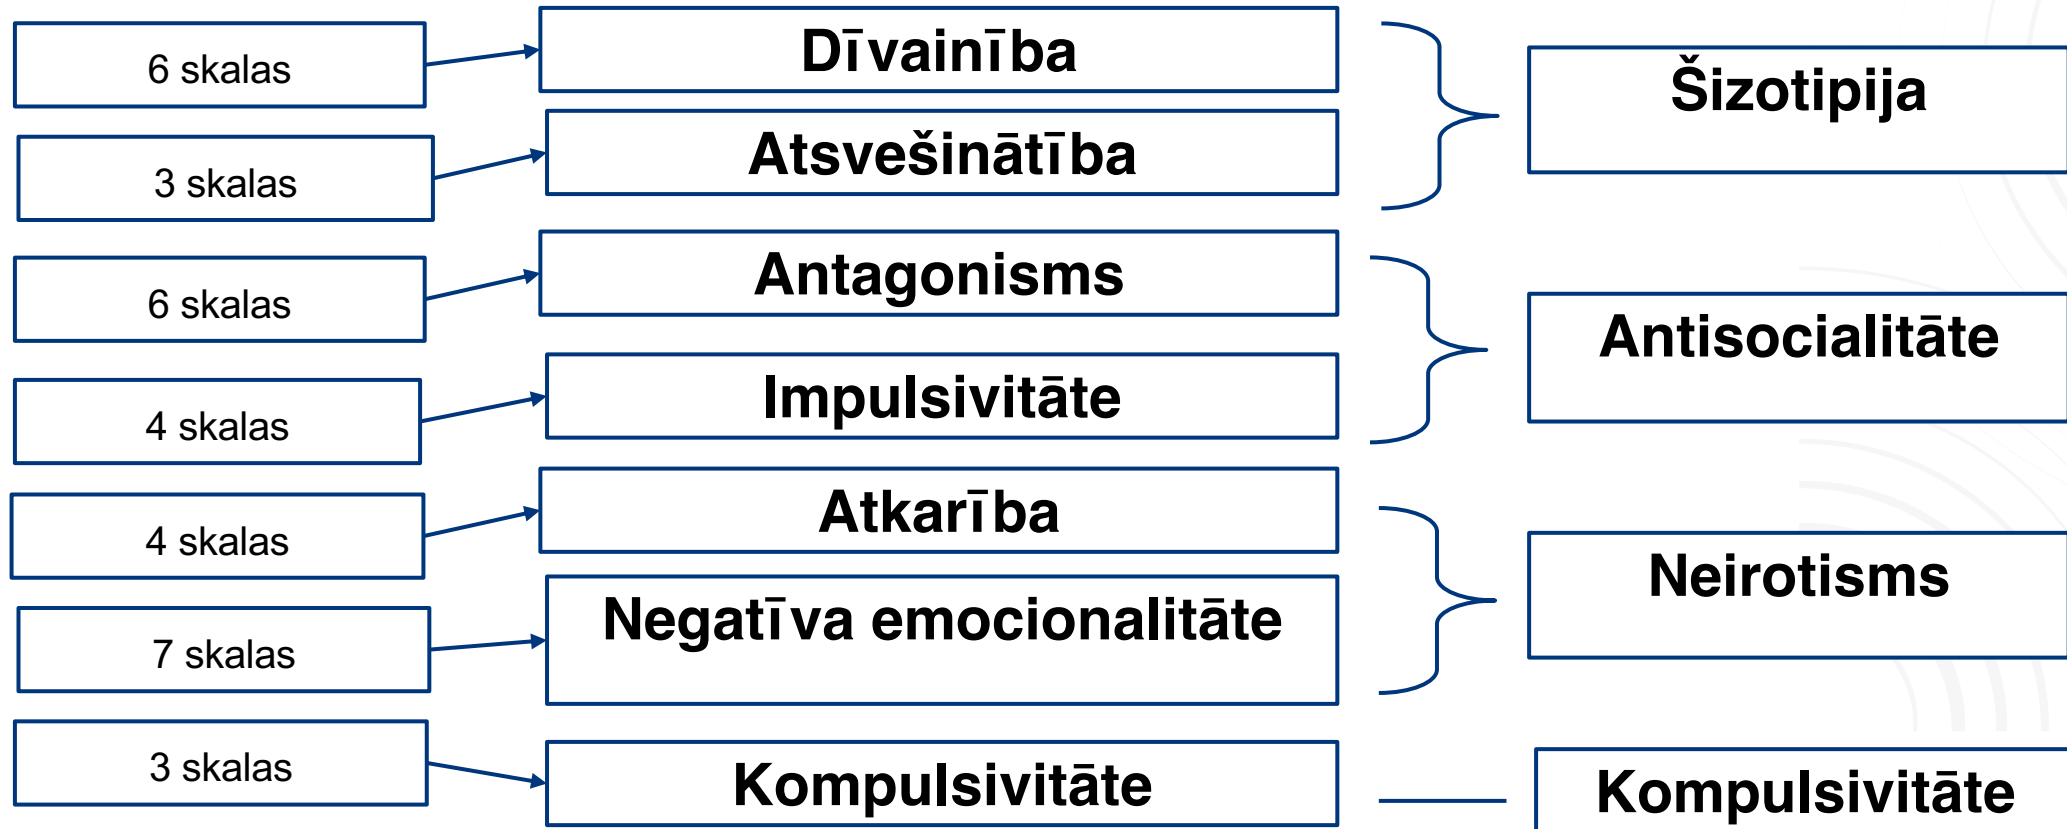 6 skalas
Dīvainība
3 skalas
Atsvešinātība
Šizotipija
6 skalas
Antagonisms
4 skalas
Impulsivitāte
Antisocialitāte
4 skalas
Atkarība
7 skalas
Negatīva emocionalitāte
Neirotisms
3 skalas
Kompulsivitāte
Kompulsivitāte